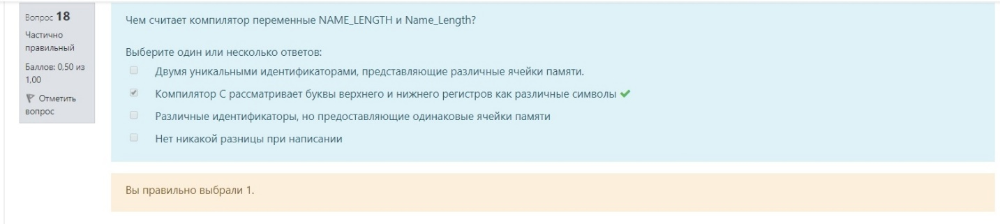 Вопрос 18
Частично
правильный
Баллов: 0,50 из
1,00
Отметить
вопрос
Чем считает компилятор переменные NAME_LENGTH и Name_Length?
Выберите один или несколько ответов:
Двумя уникальными идентификаторами, представляющие различные ячейки памяти.
Компилятор С рассматривает буквы верхнего и нижнего регистров как различные символы
Различные идентификаторы, но предоставляющие одинаковые ячейки памяти
Нет никакой разницы при написании
Вы правильно выбрали 1.